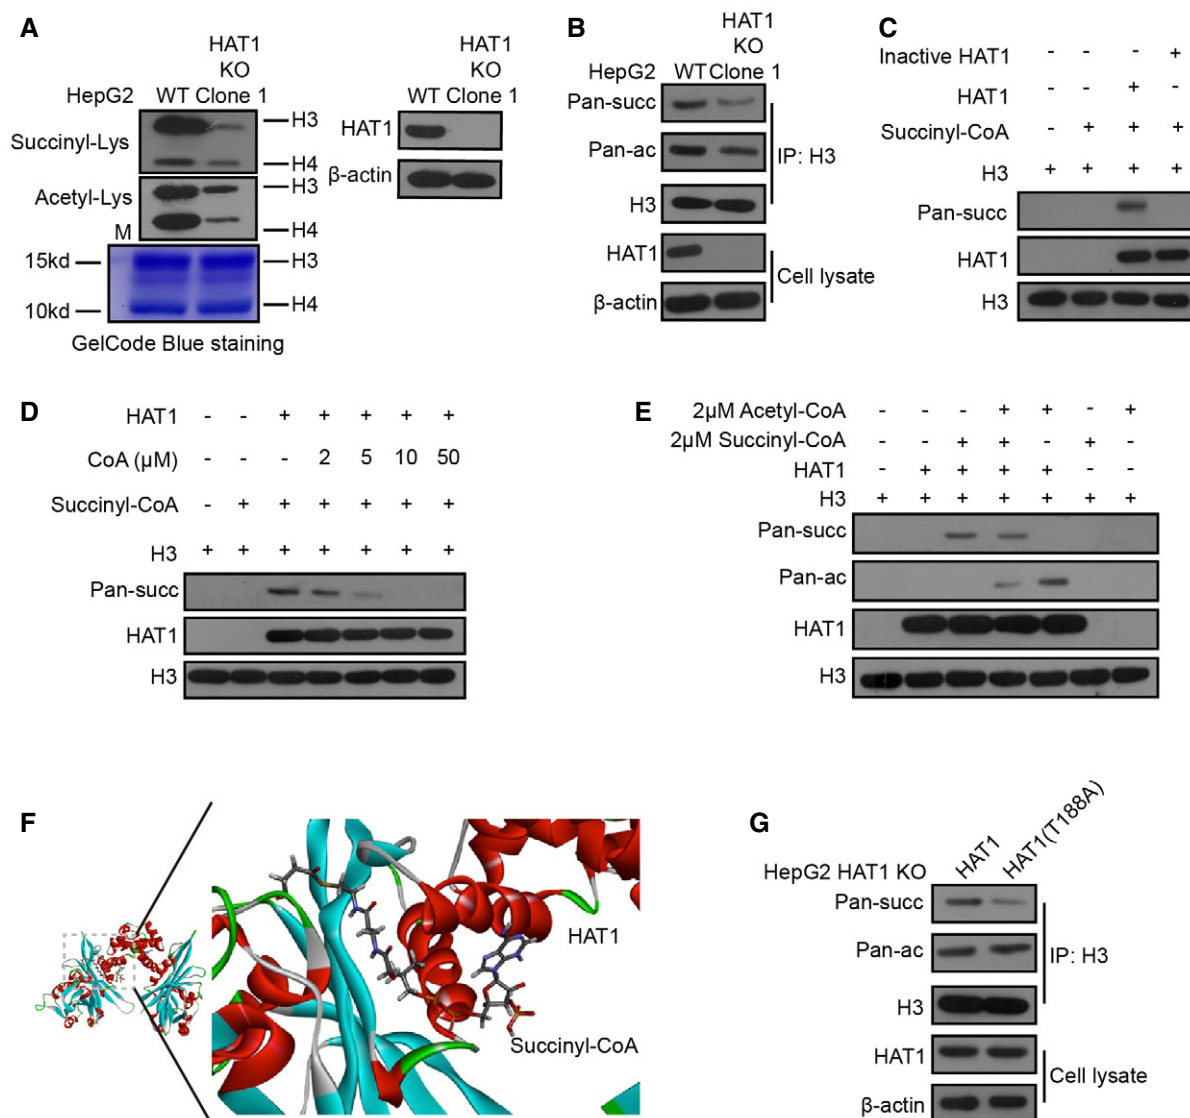 A
HAT1
KO
HepG2 WT Clone 1
Succinyl-Lys
H3
H4
Acetyl-Lys
H3
H4
M
15kd
H3
10kd
H4
GelCode Blue staining
HAT1
KO
WT Clone 1
HAT1
β-actin
B
HAT1
KO
HepG2 WT Clone 1
Pan-succ
Pan-ac
IP: H3
H3
HAT1
Cell lysate
β-actin
C
Inactive HAT1 - - - +
HAT1 - - + -
Succinyl-CoA - + + +
H3 + + + +
Pan-succ
HAT1
H3
D
HAT1 - - + + + + +
CoA (μM) - - - 2 5 10 50
Succinyl-CoA - + + + + + +
H3 + + + + + + +
Pan-succ
HAT1
H3
E
2μM Acetyl-CoA - - - + + - +
2μM Succinyl-CoA - - + + - + -
HAT1 - + + + + - -
H3 + + + + + + +
Pan-succ
Pan-ac
HAT1
H3
F
HAT1
Succinyl-CoA
G
HepG2 HAT1 KO
HAT1
HAT1(T188A)
Pan-succ
Pan-ac
IP: H3
H3
HAT1
Cell lysate
β-actin